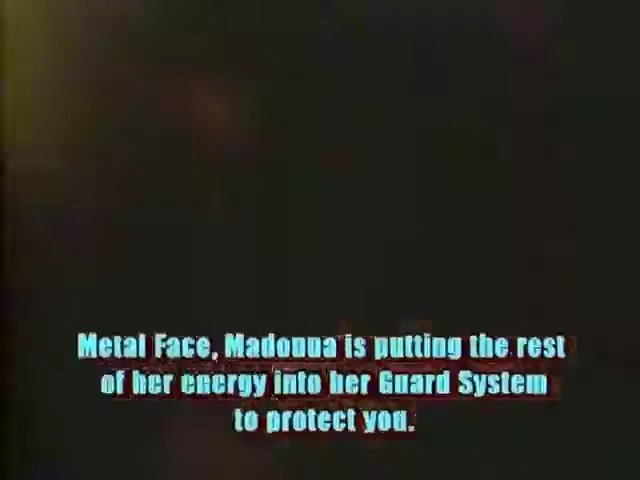 Metal Face, Madonna is putting the rest
of her energy into her Guard System
to protect you.